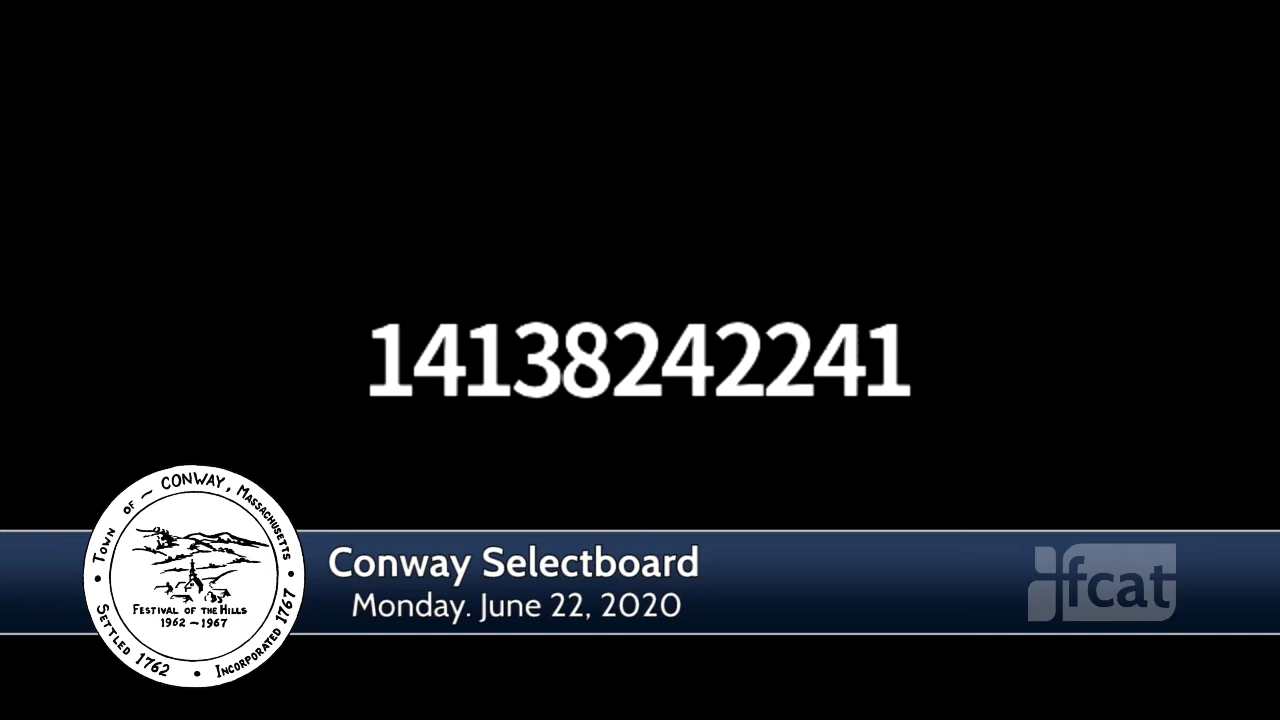 14138242241
TOWN OF ~ CONWAY, MASSACHUSETTS
FESTIVAL OF THE HILLS
1962 ~ 1967
SETTLED 1762 • INCORPORATED 1767
Conway Selectboard
Monday. June 22, 2020
fcat